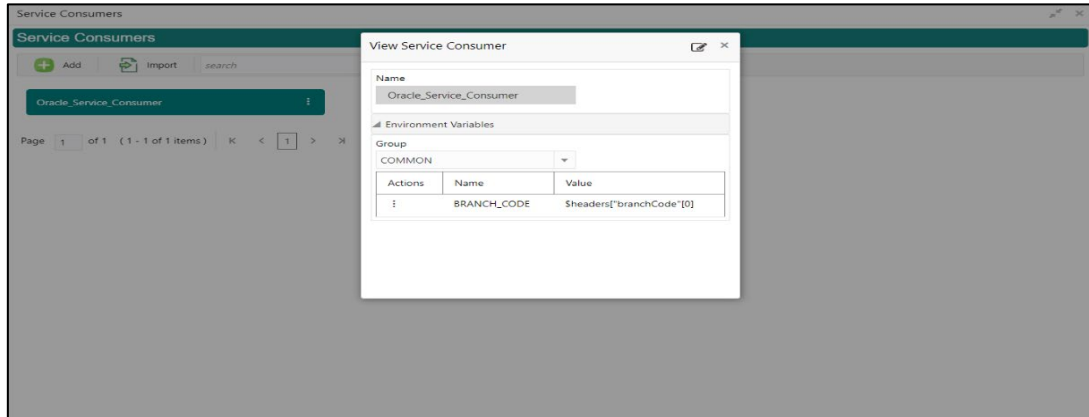 Service Consumers
Service Consumers
Add Import search
Oracle_Service_Consumer
Page 1 of 1 (1 - 1 of 1 items) K < 1 > >|
View Service Consumer
Name
Oracle_Service_Consumer
Environment Variables
Group
COMMON
Actions Name Value
BRANCH_CODE $headers["branchCode"[0]